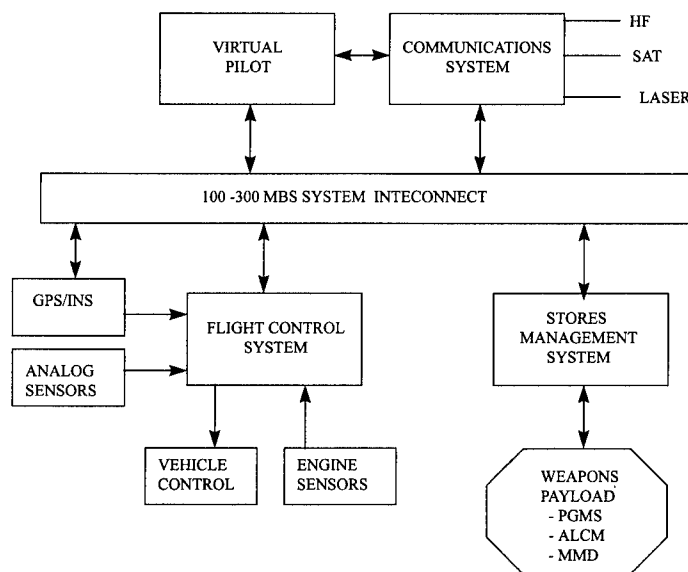 VIRTUAL
PILOT
COMMUNICATIONS
SYSTEM
HF
SAT
LASER
100 -300 MBS SYSTEM INTECONNECT
GPS/INS
ANALOG
SENSORS
FLIGHT CONTROL
SYSTEM
STORES
MANAGEMENT
SYSTEM
VEHICLE
CONTROL
ENGINE
SENSORS
WEAPONS
PAYLOAD
- PGMS
- ALCM
- MMD